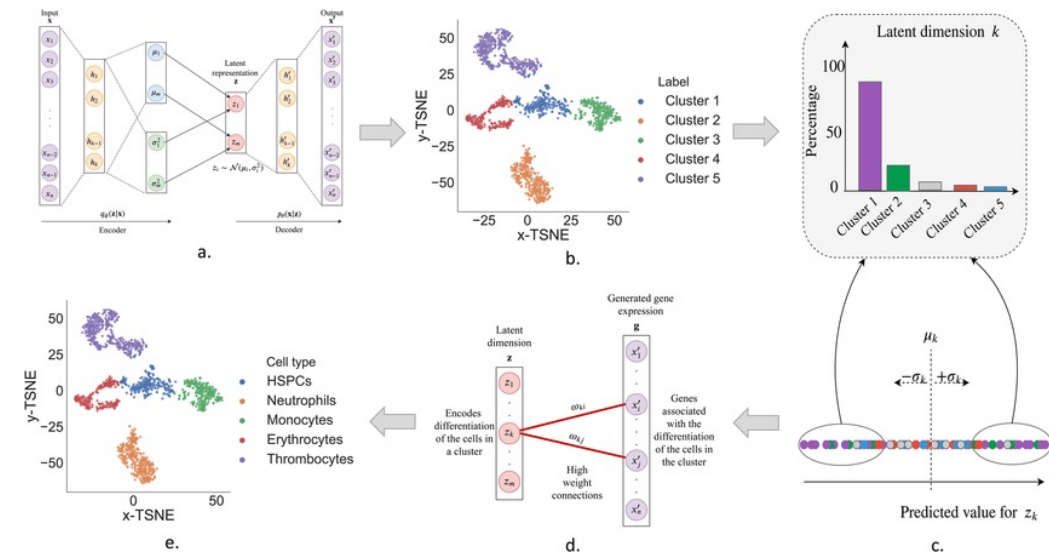 Input
x
x₁
x₂
x₃
xₙ₋₂
xₙ₋₁
xₙ
h₁
h₂
hₖ₋₁
hₖ
μ₁
μₘ
σ₁²
σₘ²
Latent
representation
z
z₁
zₘ
zᵢ ~ 𝒩(μᵢ, σᵢ²)
h′₁
h′₂
h′ₖ₋₁
h′ₖ
Output
x′
x′₁
x′₂
x′₃
x′ₙ₋₂
x′ₙ₋₁
x′ₙ
Encoder
Decoder
a.
y-TSNE
50
25
0
−25
−50
−25
0
25
50
x-TSNE
Label
Cluster 1
Cluster 2
Cluster 3
Cluster 4
Cluster 5
b.
Latent dimension k
Percentage
100
50
0
Cluster 1
Cluster 2
Cluster 3
Cluster 4
Cluster 5
μₖ
−σₖ
+σₖ
Predicted value for zₖ
c.
Latent
dimension
z
z₁
zₖ
zₘ
Encodes
differentiation
of the cells in
a cluster
ωₖᵢ
ωₖⱼ
High
weight
connections
Generated gene
expression
g
x′₁
x′ᵢ
x′ⱼ
x′ₙ
Genes
associated
with the
differentiation
of the cells in
the cluster
d.
y-TSNE
50
25
0
−25
−50
0
50
x-TSNE
Cell type
HSPCs
Neutrophils
Monocytes
Erythrocytes
Thrombocytes
e.